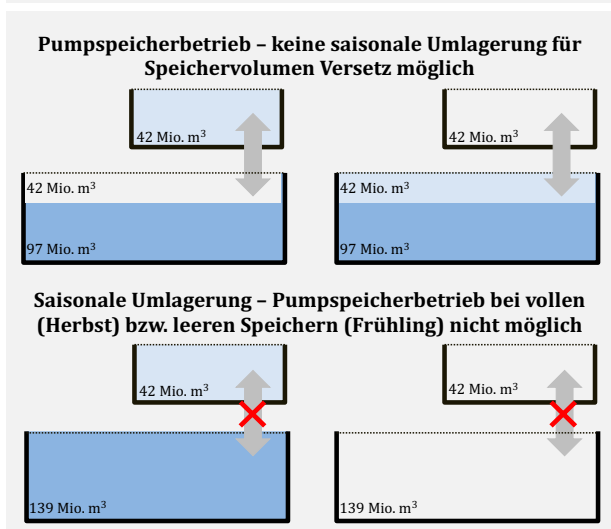 Pumpspeicherbetrieb – keine saisonale Umlagerung für
Speichervolumen Versetz möglich
42 Mio. m³
42 Mio. m³
42 Mio. m³
42 Mio. m³
97 Mio. m³
97 Mio. m³
Saisonale Umlagerung – Pumpspeicherbetrieb bei vollen
(Herbst) bzw. leeren Speichern (Frühling) nicht möglich
42 Mio. m³
42 Mio. m³
139 Mio. m³
139 Mio. m³